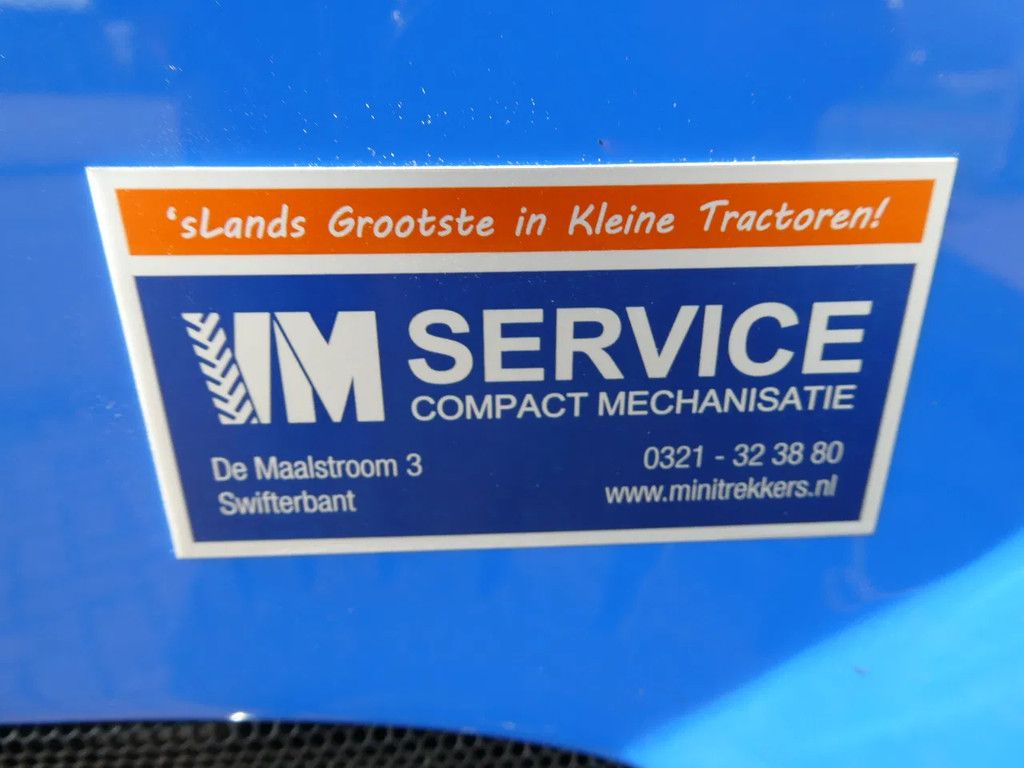 'sLands Grootste in Kleine Tractoren!
VM SERVICE
COMPACT MECHANISATIE
De Maalstroom 3
Swifterbant
0321 - 32 38 80
www.minitrekkers.nl